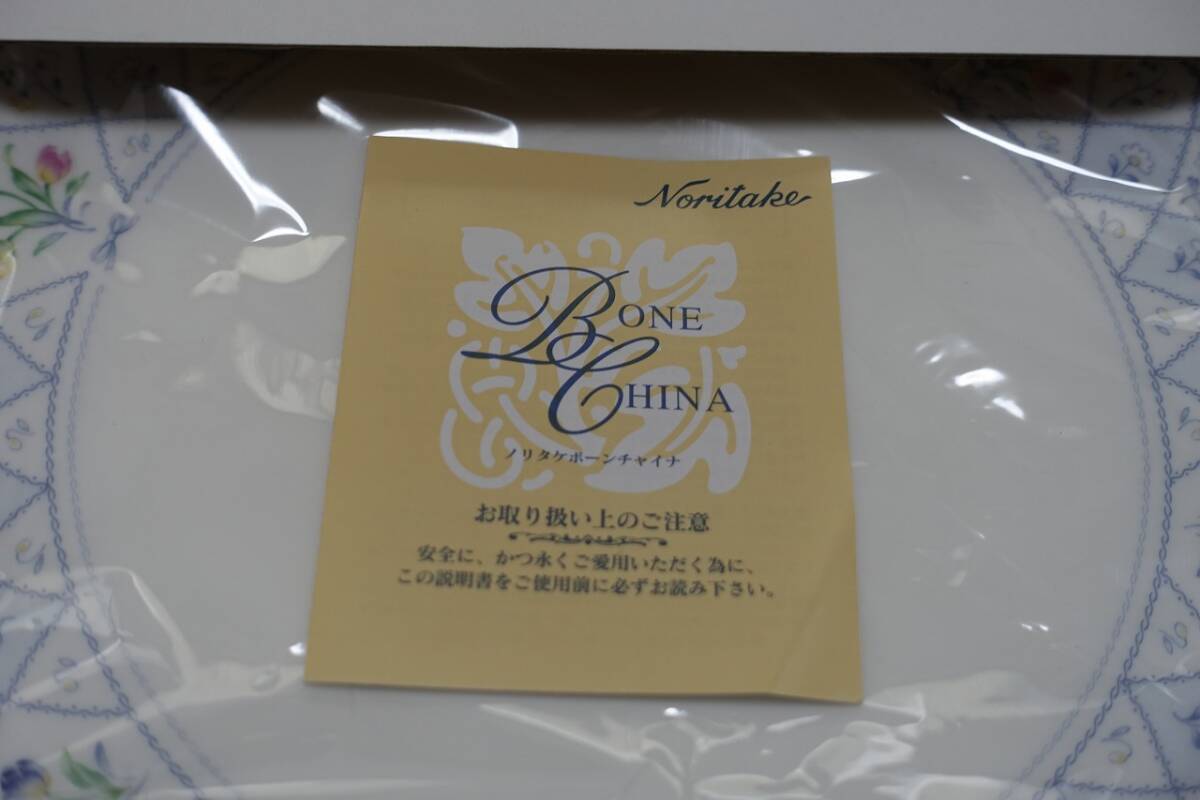 Noritake
BONE
CHINA
ノリタケボーンチャイナ
お取り扱い上のご注意
安全に、かつ永くご愛用いただく為に、
この説明書をご使用前に必ずお読み下さい。